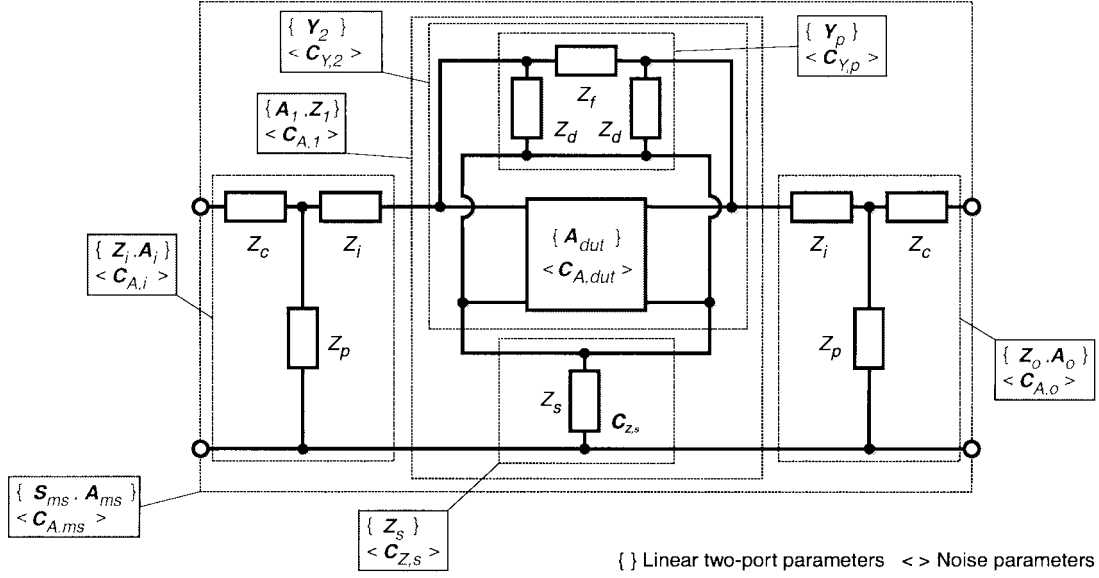 { Y2 }
< CY,2 >
{ Yp }
< CY,p >
Zf
Zd Zd
{ A1 . Z1 }
< CA,1 >
Zc Zi
Zi Zc
{ Adut }
< CA,dut >
{ Zi . Ai }
< CA,i >
Zp
Zp
{ Zo . Ao }
< CA,o >
Zs
CZ,s
{ Sms . Ams }
< CA,ms >
{ Zs }
< CZ,s >
{ } Linear two-port parameters < > Noise parameters